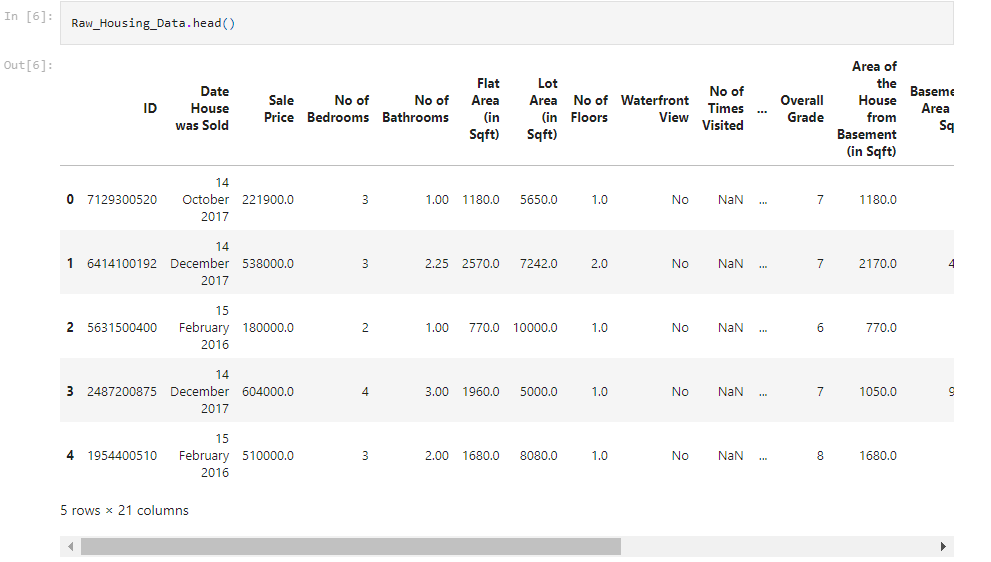 In [6]: Raw_Housing_Data.head()
Out[6]:
ID Date House was Sold Sale Price No of Bedrooms No of Bathrooms Flat Area (in Sqft) Lot Area (in Sqft) No of Floors Waterfront View No of Times Visited ... Overall Grade Area of the House from Basement (in Sqft) Baseme Area Sq
0 7129300520 14 October 2017 221900.0 3 1.00 1180.0 5650.0 1.0 No NaN ... 7 1180.0
1 6414100192 14 December 2017 538000.0 3 2.25 2570.0 7242.0 2.0 No NaN ... 7 2170.0 4
2 5631500400 15 February 2016 180000.0 2 1.00 770.0 10000.0 1.0 No NaN ... 6 770.0
3 2487200875 14 December 2017 604000.0 4 3.00 1960.0 5000.0 1.0 No NaN ... 7 1050.0 9
4 1954400510 15 February 2016 510000.0 3 2.00 1680.0 8080.0 1.0 No NaN ... 8 1680.0
5 rows × 21 columns